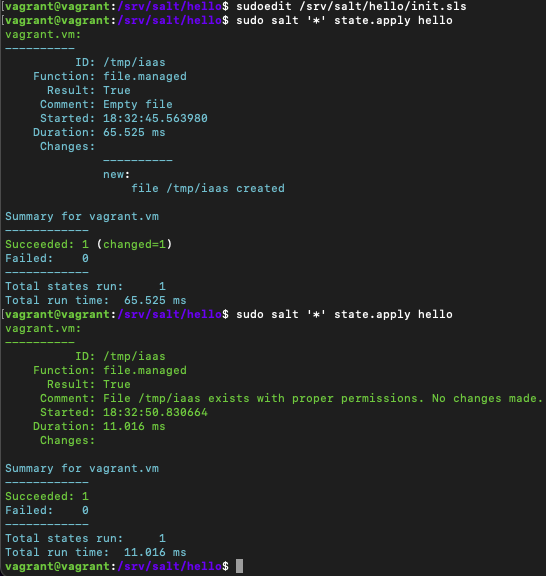 [vagrant@vagrant:/srv/salt/hello$ sudoedit /srv/salt/hello/init.sls
[vagrant@vagrant:/srv/salt/hello$ sudo salt '*' state.apply hello
vagrant.vm:
----------
          ID: /tmp/iaas
    Function: file.managed
      Result: True
     Comment: Empty file
     Started: 18:32:45.563980
    Duration: 65.525 ms
     Changes:
              ----------
              new:
                  file /tmp/iaas created

Summary for vagrant.vm
------------
Succeeded: 1 (changed=1)
Failed:    0
------------
Total states run:     1
Total run time:  65.525 ms
[vagrant@vagrant:/srv/salt/hello$ sudo salt '*' state.apply hello
vagrant.vm:
----------
          ID: /tmp/iaas
    Function: file.managed
      Result: True
     Comment: File /tmp/iaas exists with proper permissions. No changes made.
     Started: 18:32:50.830664
    Duration: 11.016 ms
     Changes:

Summary for vagrant.vm
------------
Succeeded: 1
Failed:    0
------------
Total states run:     1
Total run time:  11.016 ms
vagrant@vagrant:/srv/salt/hello$